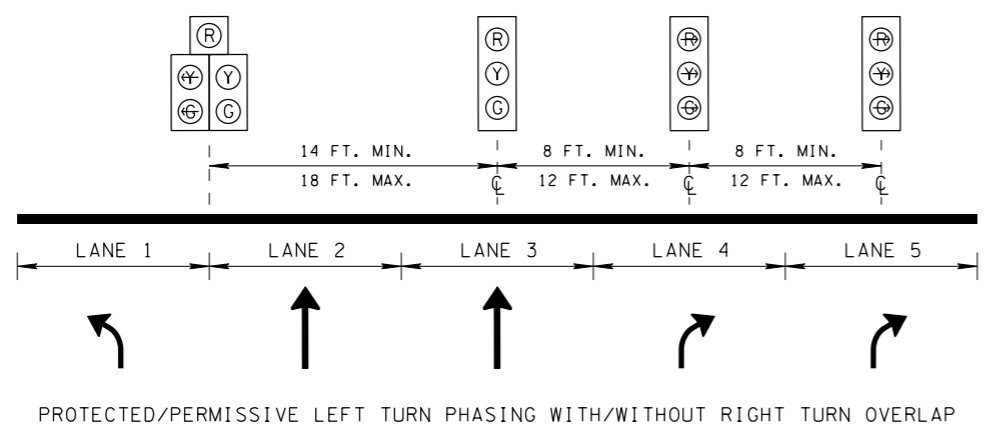 R
Y Y
G G
R
Y
G
R
Y
G
R
Y
G
14 FT. MIN.
18 FT. MAX.
8 FT. MIN.
12 FT. MAX.
8 FT. MIN.
12 FT. MAX.
℄ ℄ ℄
LANE 1 LANE 2 LANE 3 LANE 4 LANE 5
PROTECTED/PERMISSIVE LEFT TURN PHASING WITH/WITHOUT RIGHT TURN OVERLAP